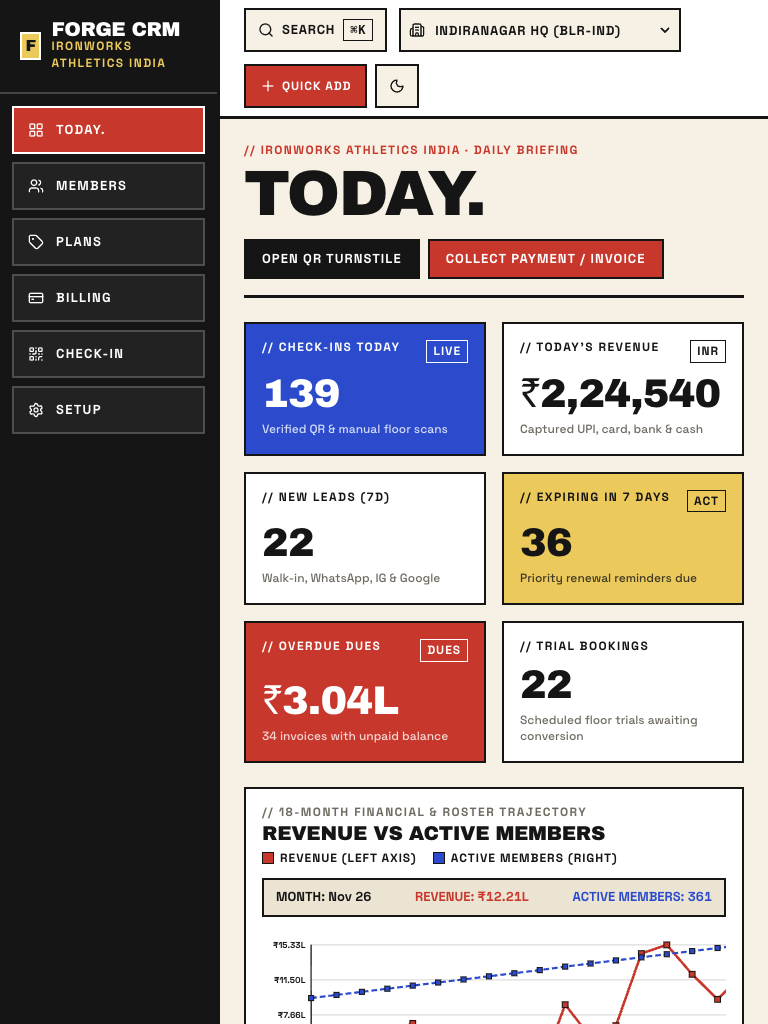 F
FORGE CRM
IRONWORKS
ATHLETICS INDIA
TODAY.
MEMBERS
PLANS
BILLING
CHECK-IN
SETUP
SEARCH ⌘K
INDIRANAGAR HQ (BLR-IND)
QUICK ADD
// IRONWORKS ATHLETICS INDIA · DAILY BRIEFING
TODAY.
OPEN QR TURNSTILE
COLLECT PAYMENT / INVOICE
// CHECK-INS TODAY
LIVE
139
Verified QR & manual floor scans
// TODAY'S REVENUE
INR
₹2,24,540
Captured UPI, card, bank & cash
// NEW LEADS (7D)
22
Walk-in, WhatsApp, IG & Google
// EXPIRING IN 7 DAYS
ACT
36
Priority renewal reminders due
// OVERDUE DUES
DUES
₹3.04L
34 invoices with unpaid balance
// TRIAL BOOKINGS
22
Scheduled floor trials awaiting
conversion
// 18-MONTH FINANCIAL & ROSTER TRAJECTORY
REVENUE VS ACTIVE MEMBERS
REVENUE (LEFT AXIS)
ACTIVE MEMBERS (RIGHT)
MONTH: Nov 26
REVENUE: ₹12.21L
ACTIVE MEMBERS: 361
₹15.33L
₹11.50L
₹7.66L